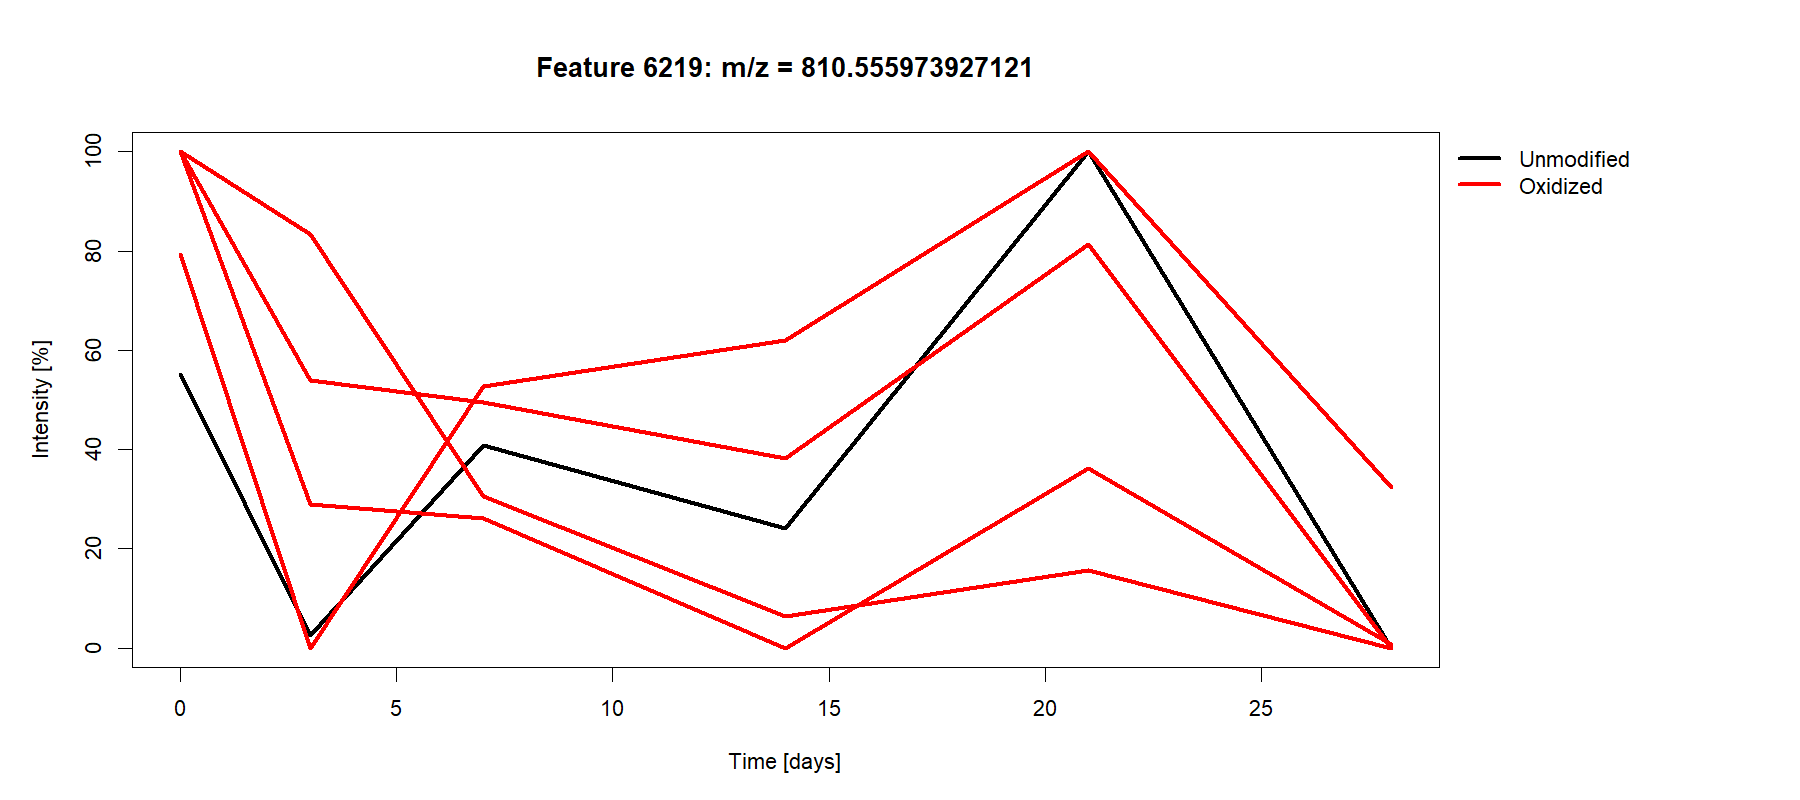 Feature 6219: m/z = 810.555973927121
Unmodified
Oxidized
Intensity [%]
100
80
60
40
20
0
0 5 10 15 20 25
Time [days]